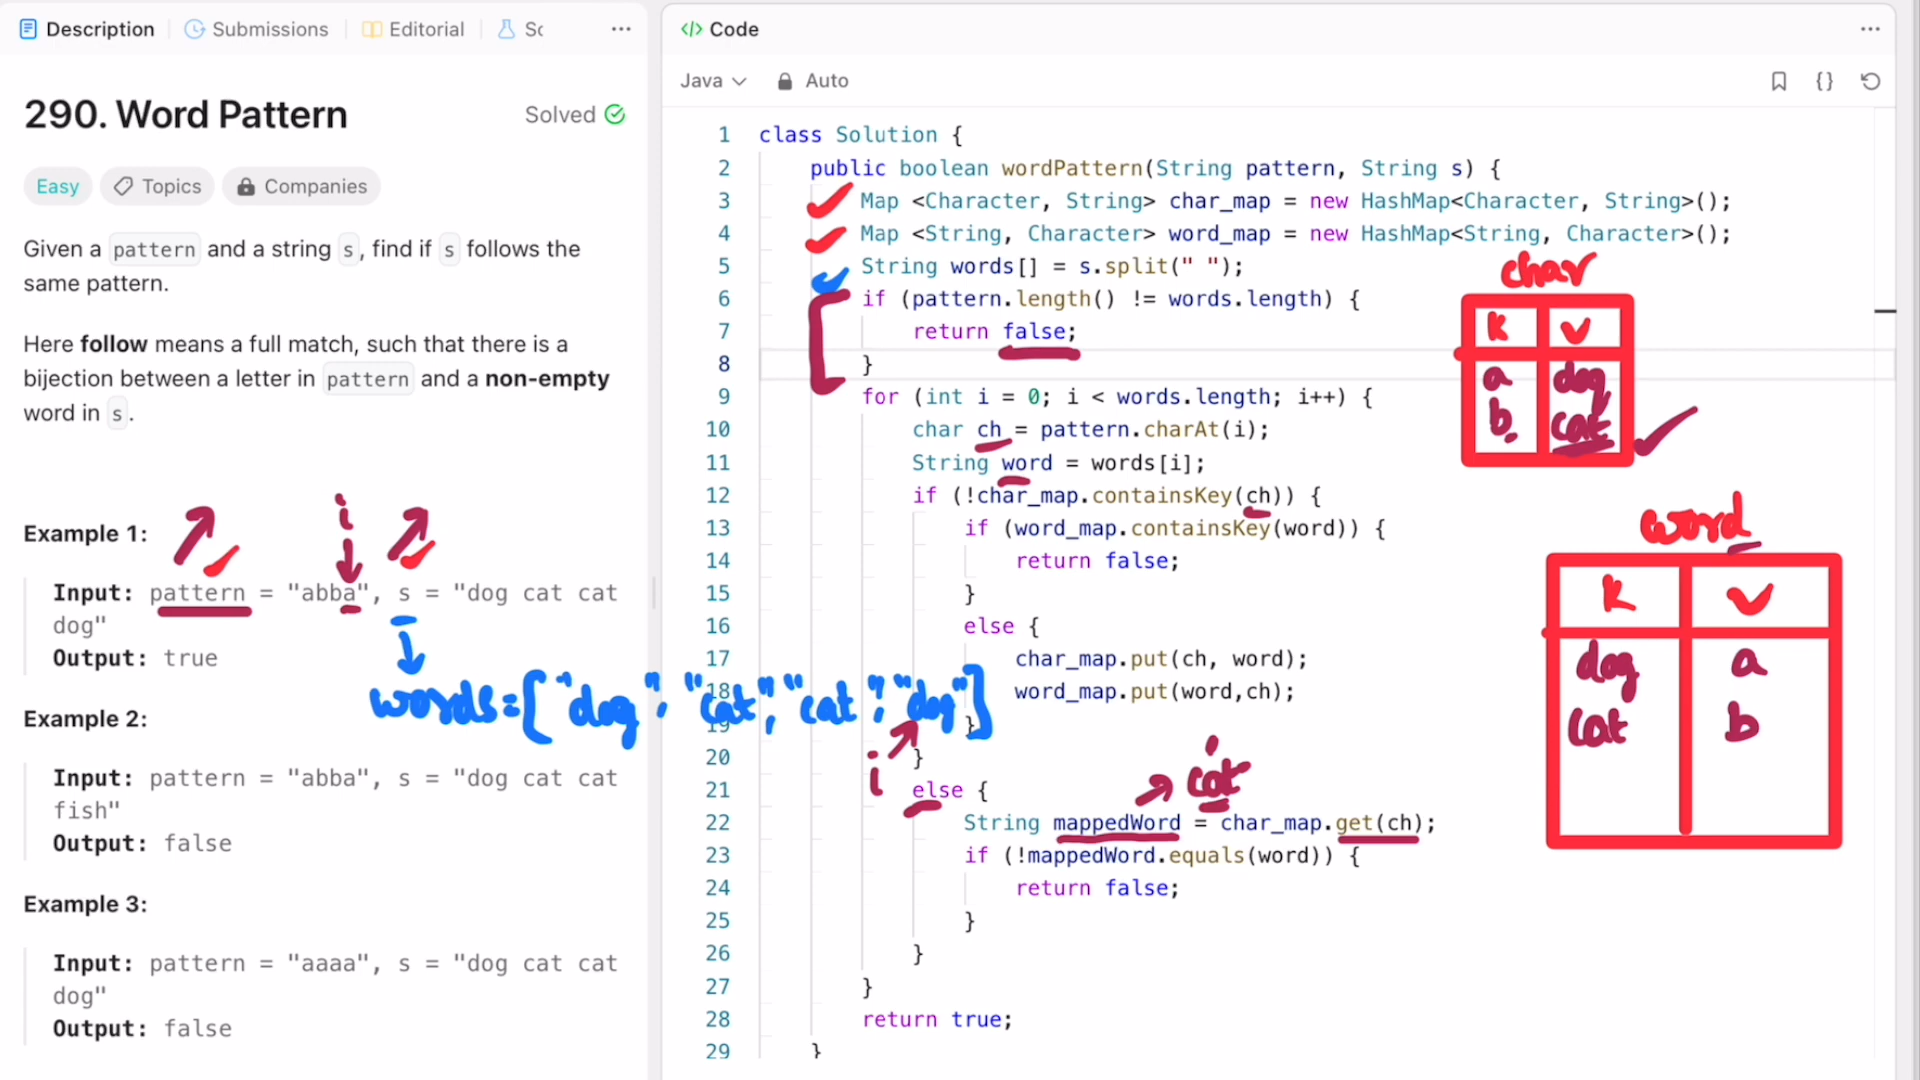 Description Submissions Editorial Sc ...
290. Word Pattern
Solved
Easy Topics Companies
Given a pattern and a string s, find if s follows the
same pattern.
Here follow means a full match, such that there is a
bijection between a letter in pattern and a non-empty
word in s.
Example 1:
i
Input: pattern = "abba", s = "dog cat cat
dog"
Output: true
words=["dog","cat","cat","dog"]
Example 2:
Input: pattern = "abba", s = "dog cat cat
fish"
Output: false
Example 3:
Input: pattern = "aaaa", s = "dog cat cat
dog"
Output: false
</> Code ...
Java Auto {}
1 class Solution {
2 public boolean wordPattern(String pattern, String s) {
3 Map <Character, String> char_map = new HashMap<Character, String>();
4 Map <String, Character> word_map = new HashMap<String, Character>();
5 String words[] = s.split(" ");
6 if (pattern.length() != words.length) {
7 return false;
8 }
9 for (int i = 0; i < words.length; i++) {
10 char ch = pattern.charAt(i);
11 String word = words[i];
12 if (!char_map.containsKey(ch)) {
13 if (word_map.containsKey(word)) {
14 return false;
15 }
16 else {
17 char_map.put(ch, word);
18 word_map.put(word,ch);
19 }
20 }
i
21 else {
cat
22 String mappedWord = char_map.get(ch);
23 if (!mappedWord.equals(word)) {
24 return false;
25 }
26 }
27 }
28 return true;
29 }
char
k v
a dog
b cat
word
k v
dog a
cat b